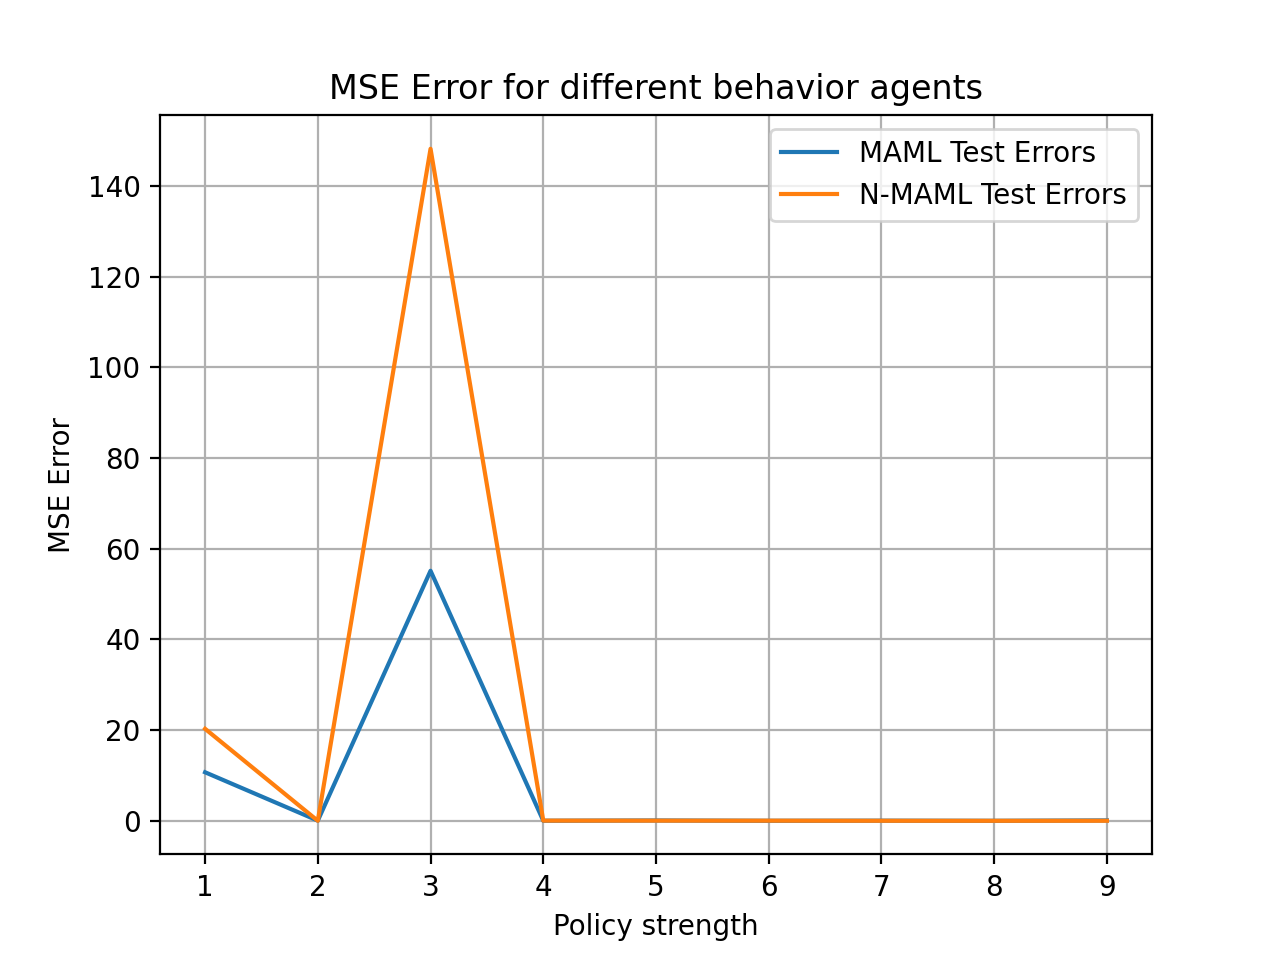 MSE Error for different behavior agents
MAML Test Errors
N-MAML Test Errors
140
120
100
80
60
40
20
0
MSE Error
1 2 3 4 5 6 7 8 9
Policy strength